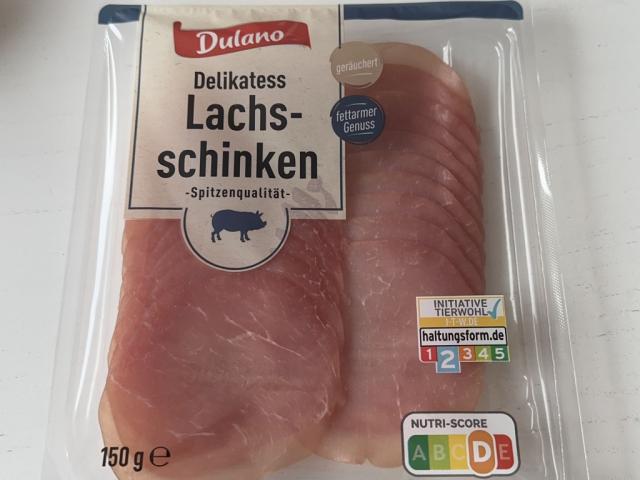 Dulano
Delikatess
Lachs-
schinken
-Spitzenqualität-
geräuchert
fettarmer
Genuss
INITIATIVE
TIERWOHL
I-T-W.DE
haltungsform.de
1 2 3 4 5
NUTRI-SCORE
A B C D E
150 g e